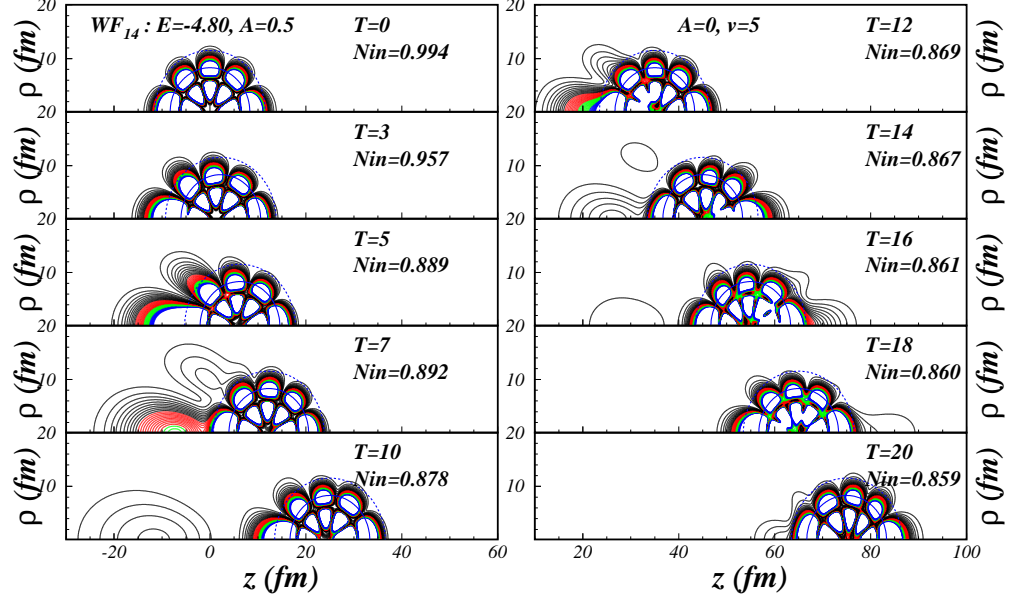 20
WF14 : E=-4.80, A=0.5
T=0
Nin=0.994
10
ρ (fm)
20
T=3
Nin=0.957
10
ρ (fm)
20
T=5
Nin=0.889
10
ρ (fm)
20
T=7
Nin=0.892
10
ρ (fm)
20
T=10
Nin=0.878
10
ρ (fm)
-20 0 20 40 60
z (fm)
20
A=0, v=5
T=12
Nin=0.869
10
ρ (fm)
20
T=14
Nin=0.867
10
ρ (fm)
20
T=16
Nin=0.861
10
ρ (fm)
20
T=18
Nin=0.860
10
ρ (fm)
20
T=20
Nin=0.859
10
ρ (fm)
20 40 60 80 100
z (fm)